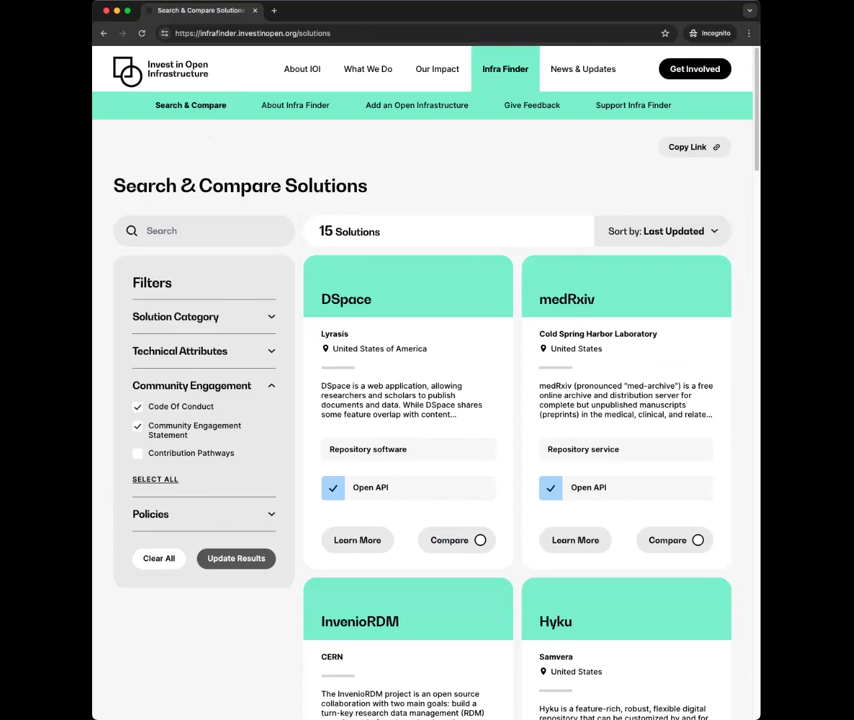 Search & Compare Solutions
https://infrafinder.investinopen.org/solutions
Incognito
Invest in Open
Infrastructure
About IOI
What We Do
Our Impact
Infra Finder
News & Updates
Get Involved
Search & Compare
About Infra Finder
Add an Open Infrastructure
Give Feedback
Support Infra Finder
Copy Link
Search & Compare Solutions
Search
15 Solutions
Sort by: Last Updated
Filters
Solution Category
Technical Attributes
Community Engagement
Code Of Conduct
Community Engagement
Statement
Contribution Pathways
SELECT ALL
Policies
Clear All
Update Results
DSpace
Lyrasis
United States of America
DSpace is a web application, allowing
researchers and scholars to publish
documents and data. While DSpace shares
some feature overlap with content...
Repository software
Open API
Learn More
Compare
medRxiv
Cold Spring Harbor Laboratory
United States
medRxiv (pronounced "med-archive") is a free
online archive and distribution server for
complete but unpublished manuscripts
(preprints) in the medical, clinical, and relate...
Repository service
Open API
Learn More
Compare
InvenioRDM
CERN
The InvenioRDM project is an open source
collaboration with two main goals: build a
turn-key research data management (RDM)
Hyku
Samvera
United States
Hyku is a feature-rich, robust, flexible digital
repository that can be customized by and for